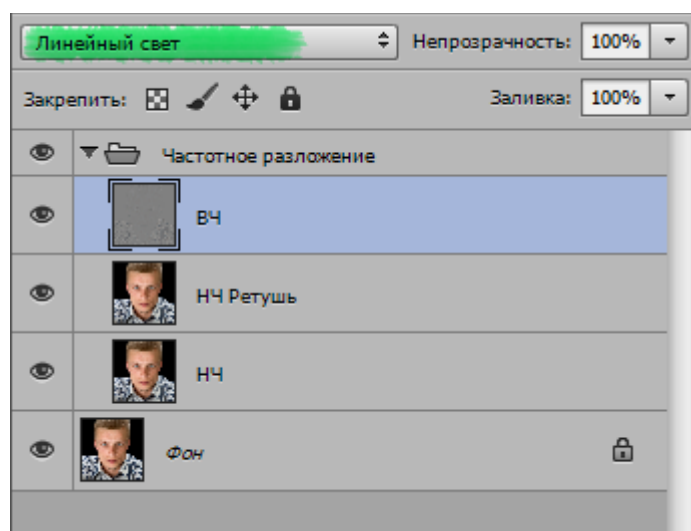 Линейный свет Непрозрачность: 100%
Закрепить: Заливка: 100%
Частотное разложение
ВЧ
НЧ Ретушь
НЧ
Фон